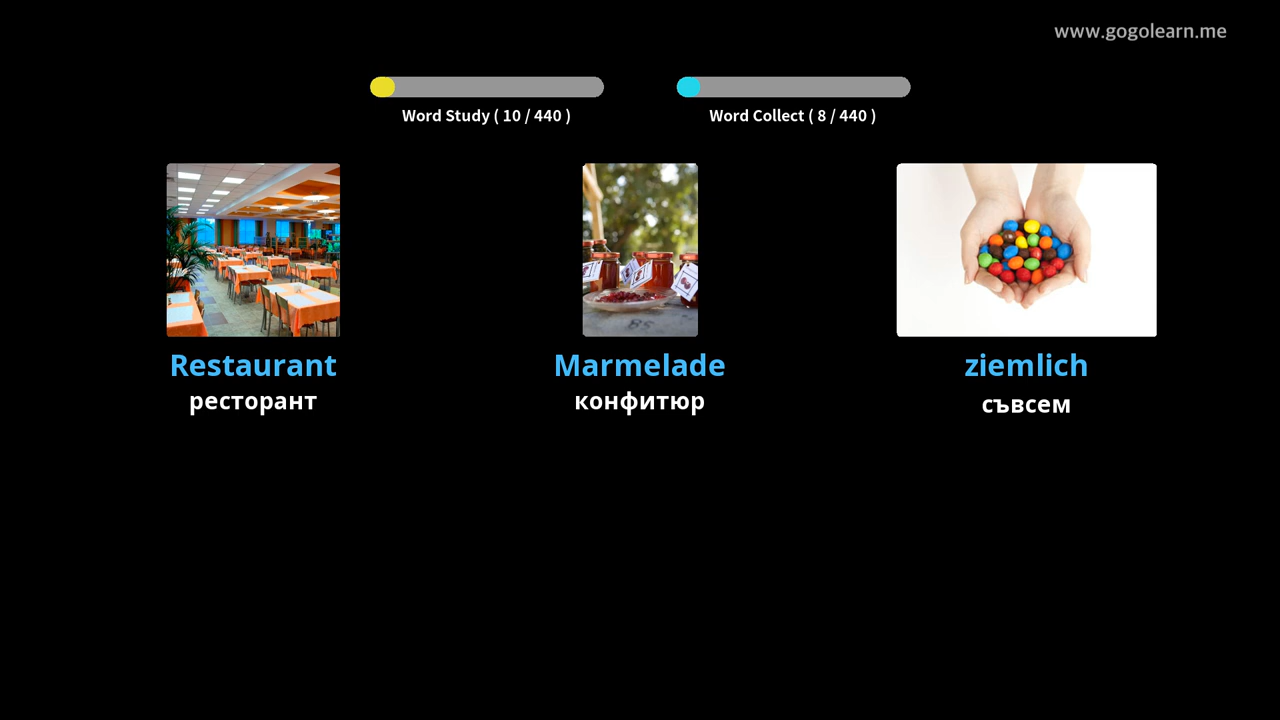 www.gogolearn.me
Word Study ( 10 / 440 )
Word Collect ( 8 / 440 )
Restaurant
ресторант
Marmelade
конфитюр
ziemlich
съвсем